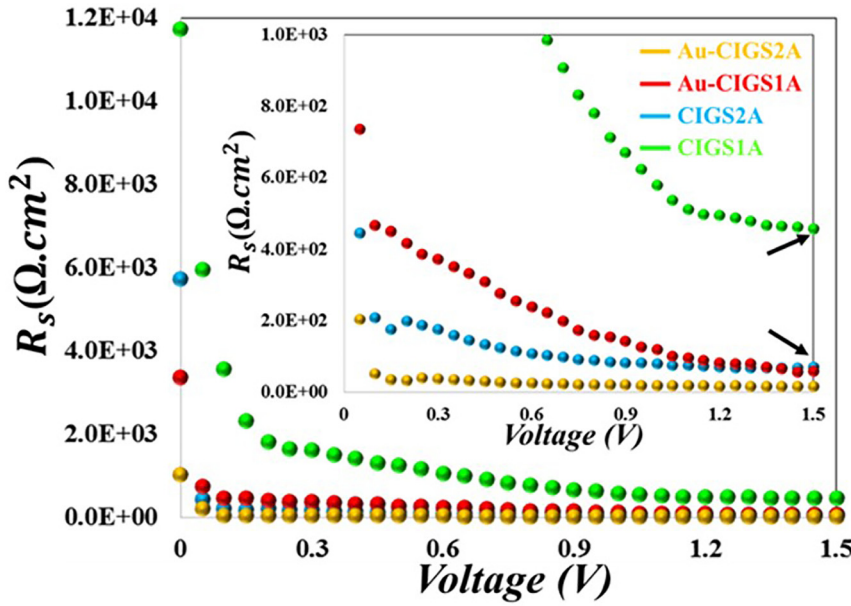 1.2E+04
1.0E+04
8.0E+03
6.0E+03
4.0E+03
2.0E+03
0.0E+00
R_s(Ω.cm²)
0 0.3 0.6 0.9 1.2 1.5
Voltage (V)
1.0E+03
8.0E+02
6.0E+02
4.0E+02
2.0E+02
0.0E+00
R_s(Ω.cm²)
0 0.3 0.6 0.9 1.2 1.5
Voltage (V)
Au-CIGS2A
Au-CIGS1A
CIGS2A
CIGS1A